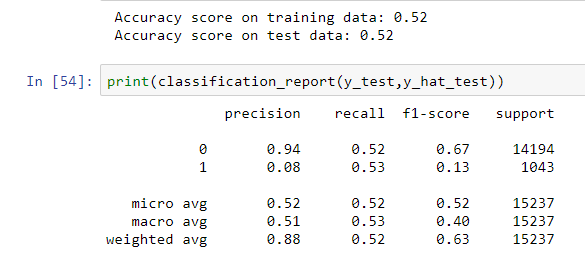 Accuracy score on training data: 0.52
Accuracy score on test data: 0.52
In [54]: print(classification_report(y_test,y_hat_test))
precision recall f1-score support
0 0.94 0.52 0.67 14194
1 0.08 0.53 0.13 1043
micro avg 0.52 0.52 0.52 15237
macro avg 0.51 0.53 0.40 15237
weighted avg 0.88 0.52 0.63 15237